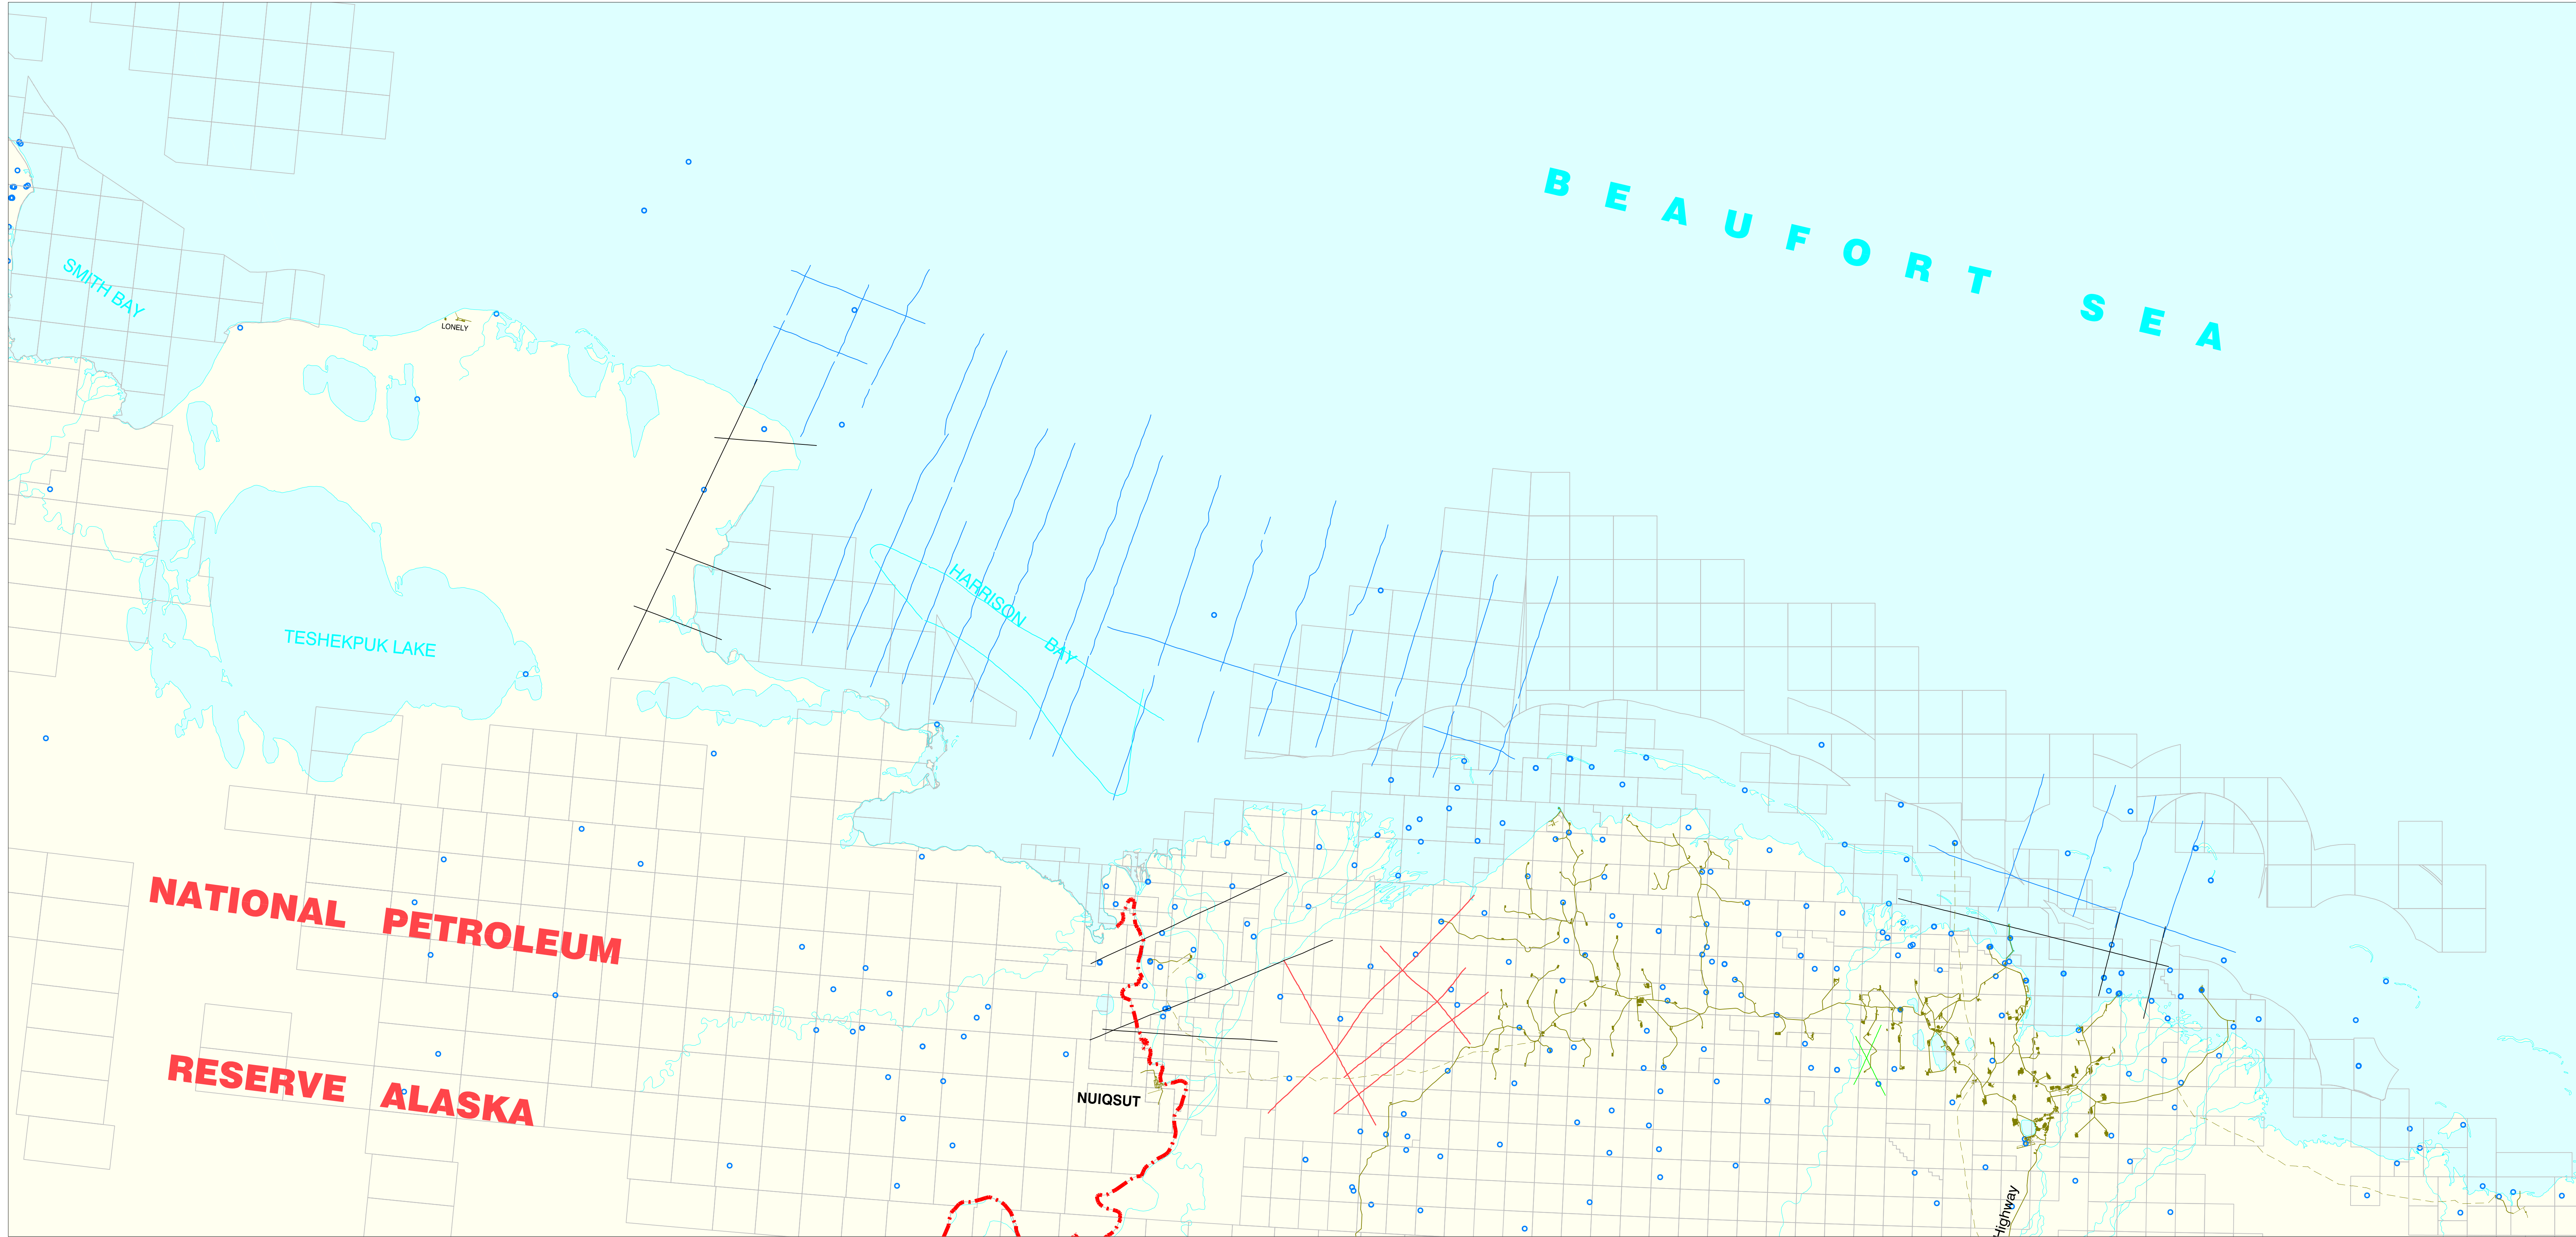 BEAUFORT SEA
SMITH BAY
LONELY
HARRISON BAY
TESHEKPUK LAKE
NATIONAL PETROLEUM
RESERVE ALASKA
NUIQSUT
Highway